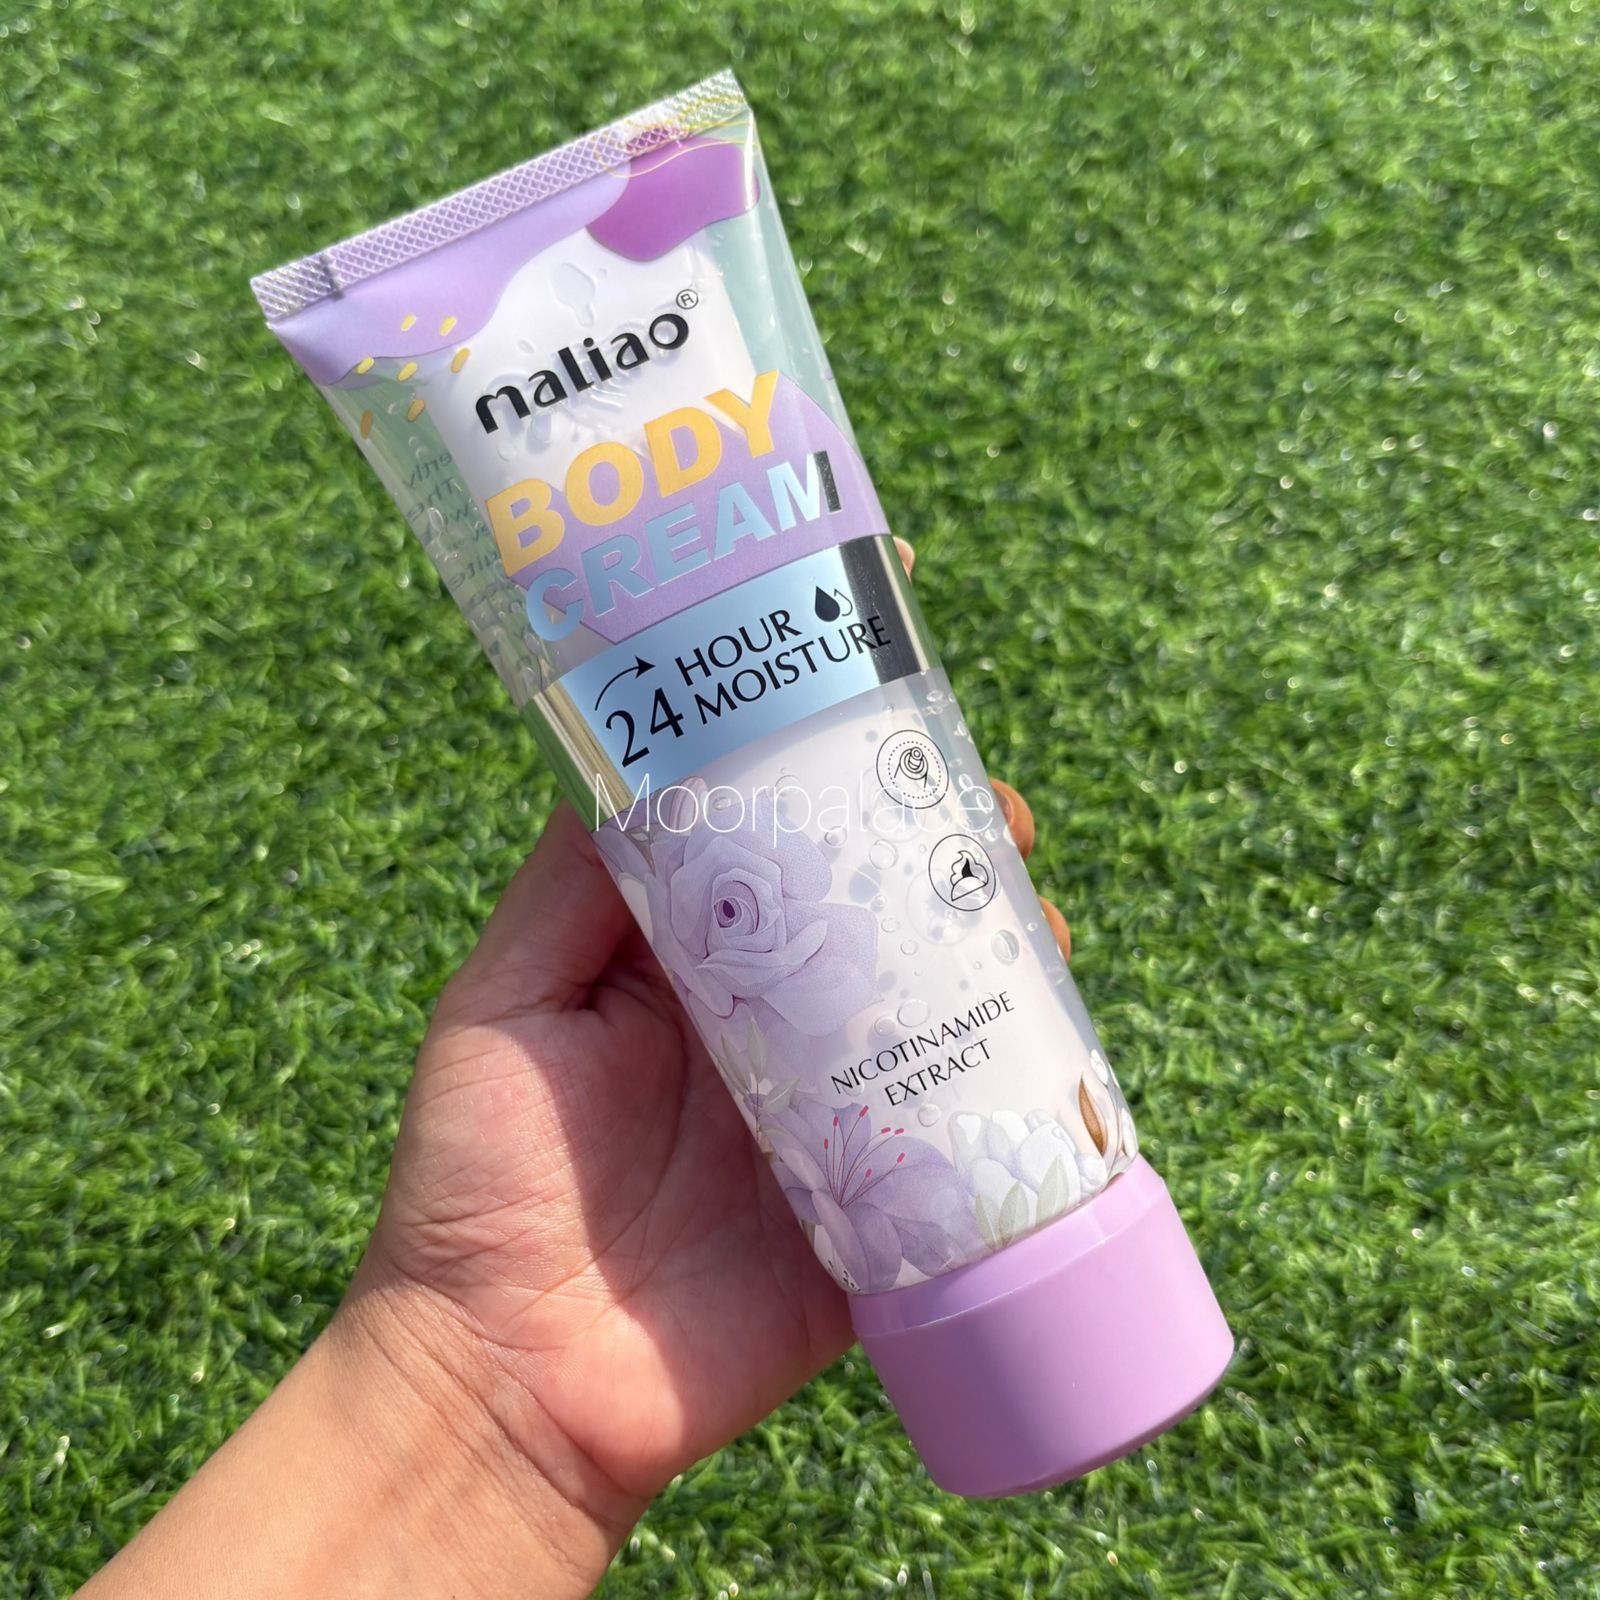 maliao®
BODY
CREAM
24 HOUR
MOISTURE
Moorpalace
NICOTINAMIDE
EXTRACT